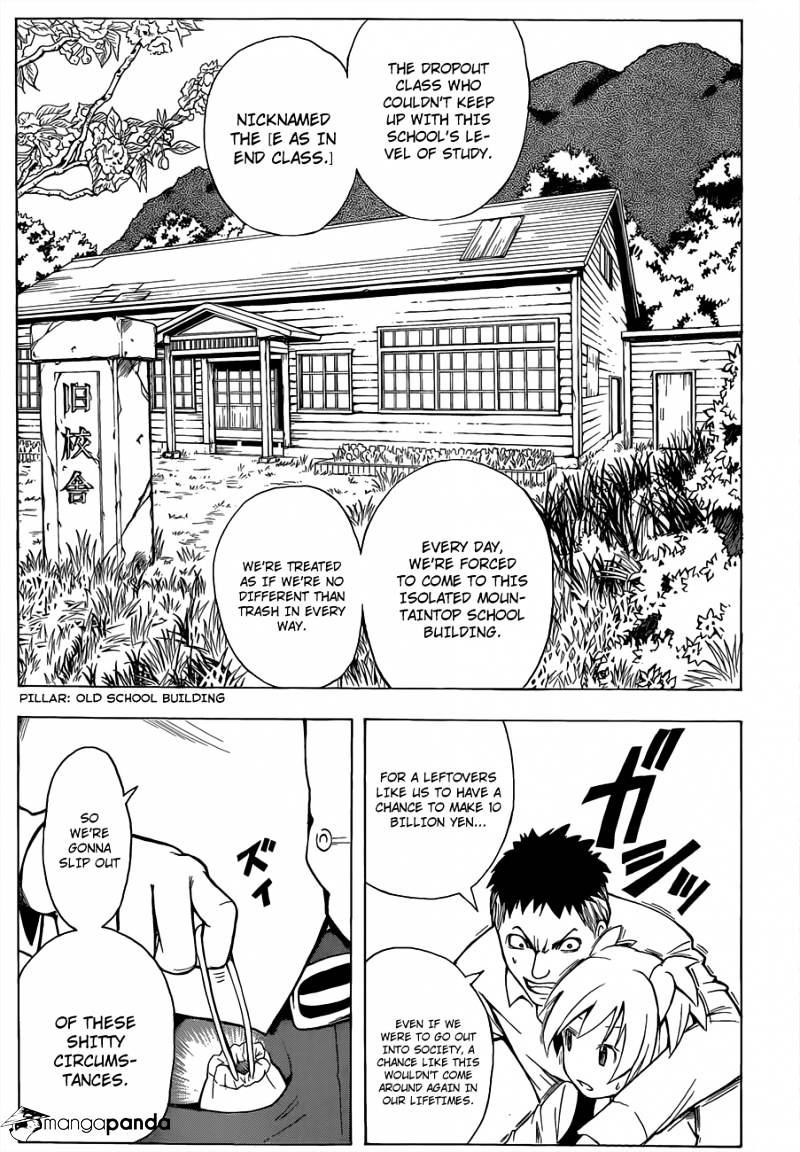 THE DROPOUT
CLASS WHO
COULDN'T KEEP
UP WITH THIS
SCHOOL'S LE-
VEL OF STUDY.
NICKNAMED
THE [E AS IN
END CLASS.]
旧校舎
EVERY DAY,
WE'RE FORCED
TO COME TO THIS
ISOLATED MOUN-
TAINTOP SCHOOL
BUILDING.
WE'RE TREATED
AS IF WE'RE NO
DIFFERENT THAN
TRASH IN EVERY
WAY.
PILLAR: OLD SCHOOL BUILDING
FOR A LEFTOVERS
LIKE US TO HAVE A
CHANCE TO MAKE 10
BILLION YEN...
ガシッ
EVEN IF WE
WERE TO GO OUT
INTO SOCIETY, A
CHANCE LIKE THIS
WOULDN'T COME
AROUND AGAIN IN
OUR LIFETIMES.
SO
WE'RE
GONNA
SLIP OUT
ズイ
OF THESE
SHITTY
CIRCUMS-
TANCES.
mangapanda